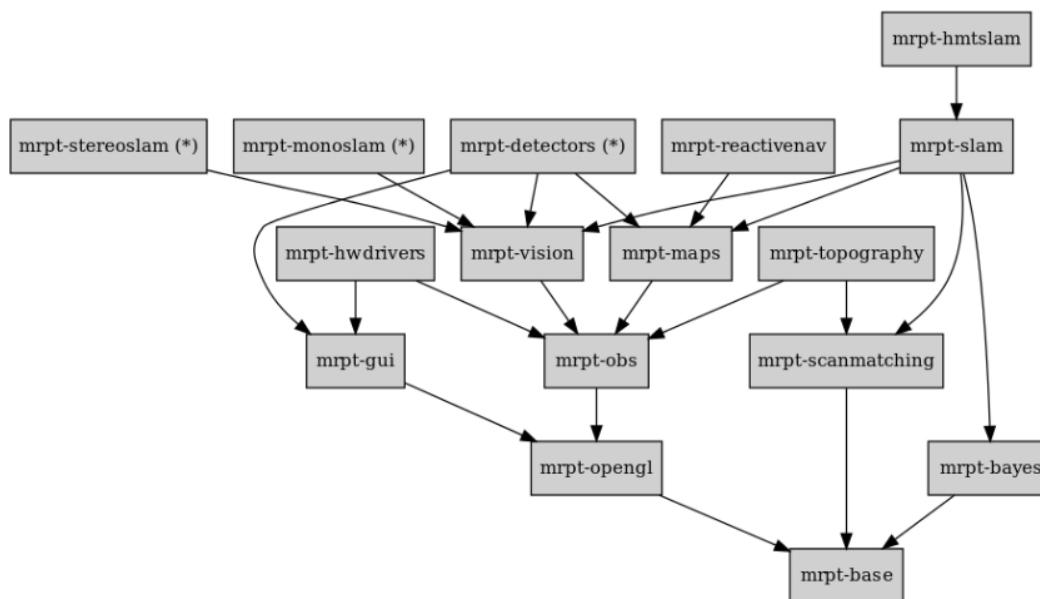 mrpt-hmtslam
mrpt-stereoslam (*)
mrpt-monoslam (*)
mrpt-detectors (*)
mrpt-reactivenav
mrpt-slam
mrpt-hwdrivers
mrpt-vision
mrpt-maps
mrpt-topography
mrpt-gui
mrpt-obs
mrpt-scanmatching
mrpt-opengl
mrpt-bayes
mrpt-base